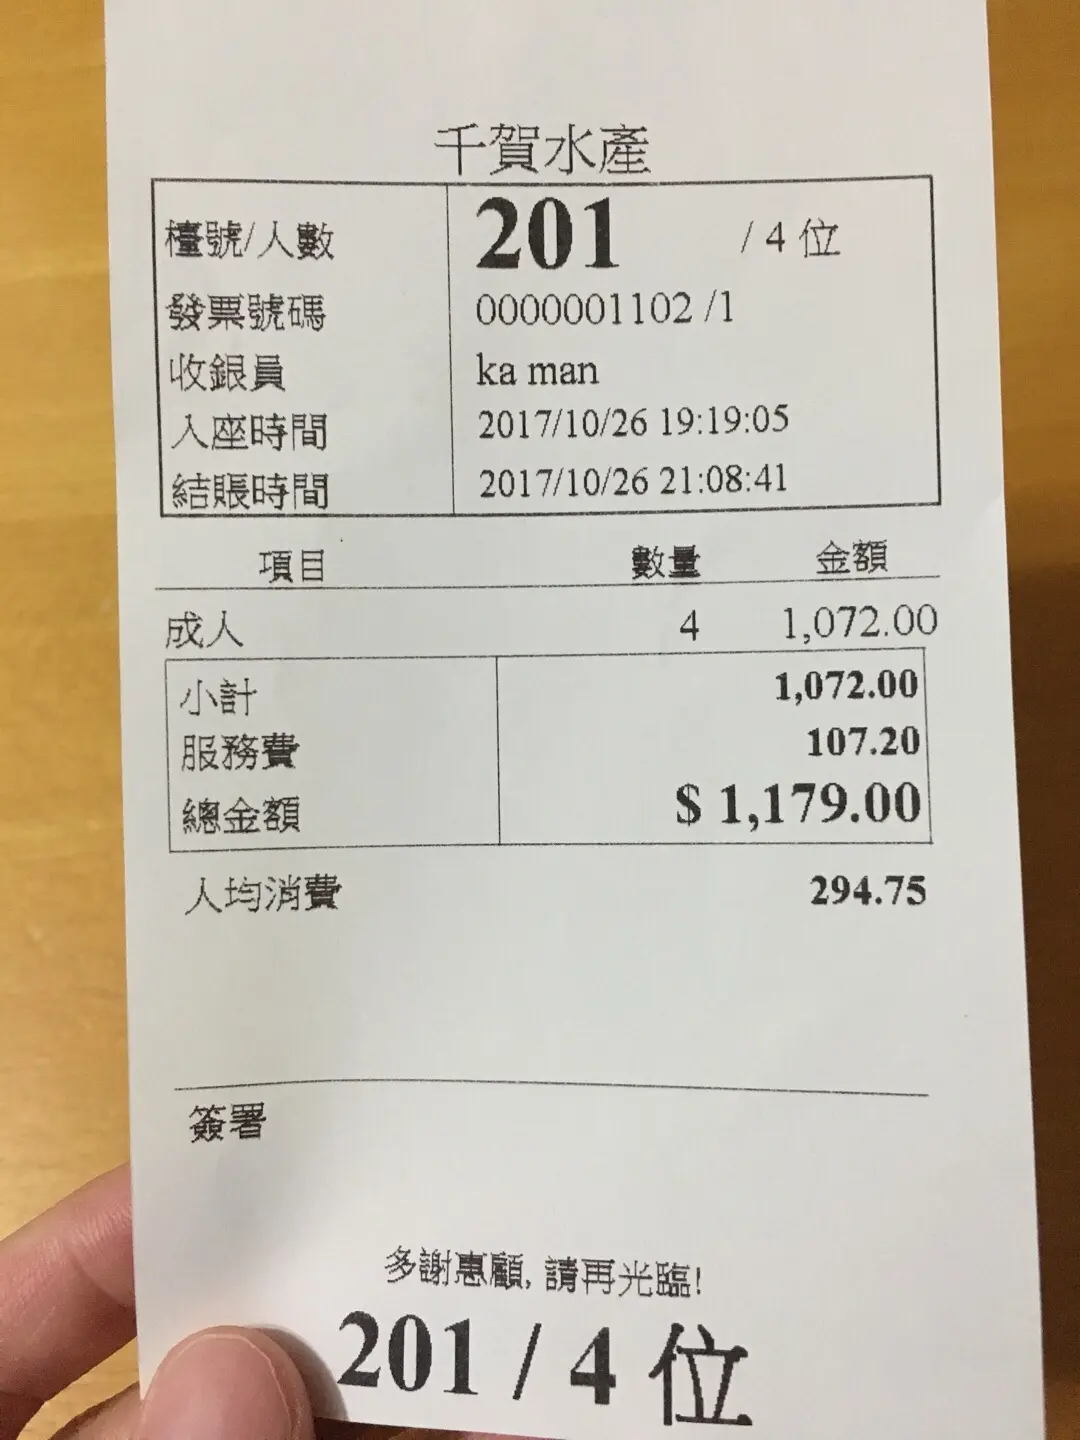 千賀水產
檯號/人數 201 / 4 位
發票號碼 0000001102 /1
收銀員 ka man
入座時間 2017/10/26 19:19:05
結賬時間 2017/10/26 21:08:41
項目 數量 金額
成人 4 1,072.00
小計 1,072.00
服務費 107.20
總金額 $ 1,179.00
人均消費 294.75
簽署
多謝惠顧, 請再光臨!
201 / 4 位